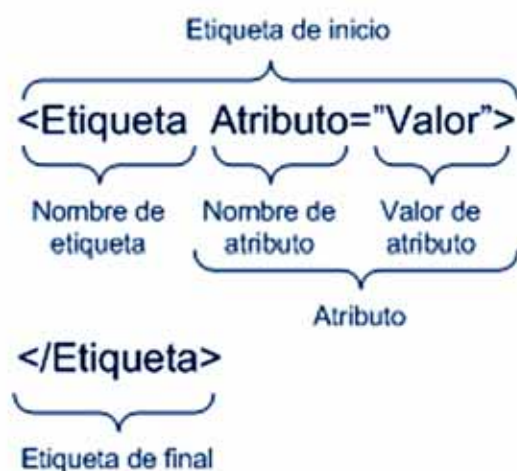 Etiqueta de inicio
<Etiqueta Atributo="Valor">
Nombre de etiqueta
Nombre de atributo
Valor de atributo
Atributo
</Etiqueta>
Etiqueta de final